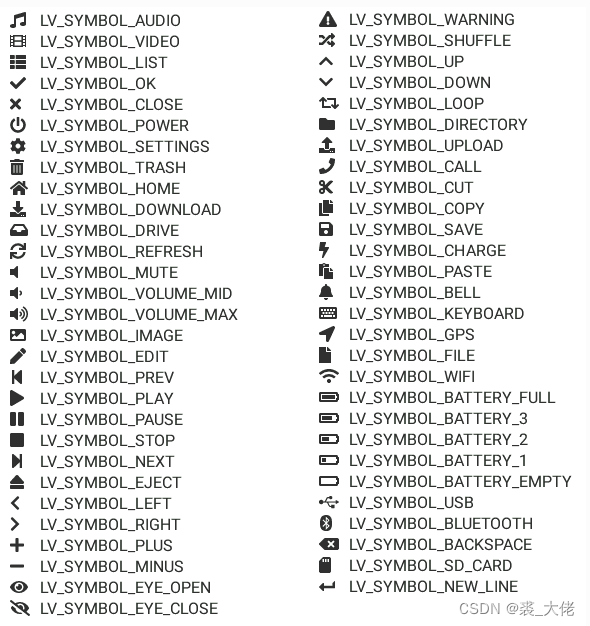 LV_SYMBOL_AUDIO
LV_SYMBOL_VIDEO
LV_SYMBOL_LIST
LV_SYMBOL_OK
LV_SYMBOL_CLOSE
LV_SYMBOL_POWER
LV_SYMBOL_SETTINGS
LV_SYMBOL_TRASH
LV_SYMBOL_HOME
LV_SYMBOL_DOWNLOAD
LV_SYMBOL_DRIVE
LV_SYMBOL_REFRESH
LV_SYMBOL_MUTE
LV_SYMBOL_VOLUME_MID
LV_SYMBOL_VOLUME_MAX
LV_SYMBOL_IMAGE
LV_SYMBOL_EDIT
LV_SYMBOL_PREV
LV_SYMBOL_PLAY
LV_SYMBOL_PAUSE
LV_SYMBOL_STOP
LV_SYMBOL_NEXT
LV_SYMBOL_EJECT
LV_SYMBOL_LEFT
LV_SYMBOL_RIGHT
LV_SYMBOL_PLUS
LV_SYMBOL_MINUS
LV_SYMBOL_EYE_OPEN
LV_SYMBOL_EYE_CLOSE
LV_SYMBOL_WARNING
LV_SYMBOL_SHUFFLE
LV_SYMBOL_UP
LV_SYMBOL_DOWN
LV_SYMBOL_LOOP
LV_SYMBOL_DIRECTORY
LV_SYMBOL_UPLOAD
LV_SYMBOL_CALL
LV_SYMBOL_CUT
LV_SYMBOL_COPY
LV_SYMBOL_SAVE
LV_SYMBOL_CHARGE
LV_SYMBOL_PASTE
LV_SYMBOL_BELL
LV_SYMBOL_KEYBOARD
LV_SYMBOL_GPS
LV_SYMBOL_FILE
LV_SYMBOL_WIFI
LV_SYMBOL_BATTERY_FULL
LV_SYMBOL_BATTERY_3
LV_SYMBOL_BATTERY_2
LV_SYMBOL_BATTERY_1
LV_SYMBOL_BATTERY_EMPTY
LV_SYMBOL_USB
LV_SYMBOL_BLUETOOTH
LV_SYMBOL_BACKSPACE
LV_SYMBOL_SD_CARD
LV_SYMBOL_NEW_LINE
CSDN @裘_大佬